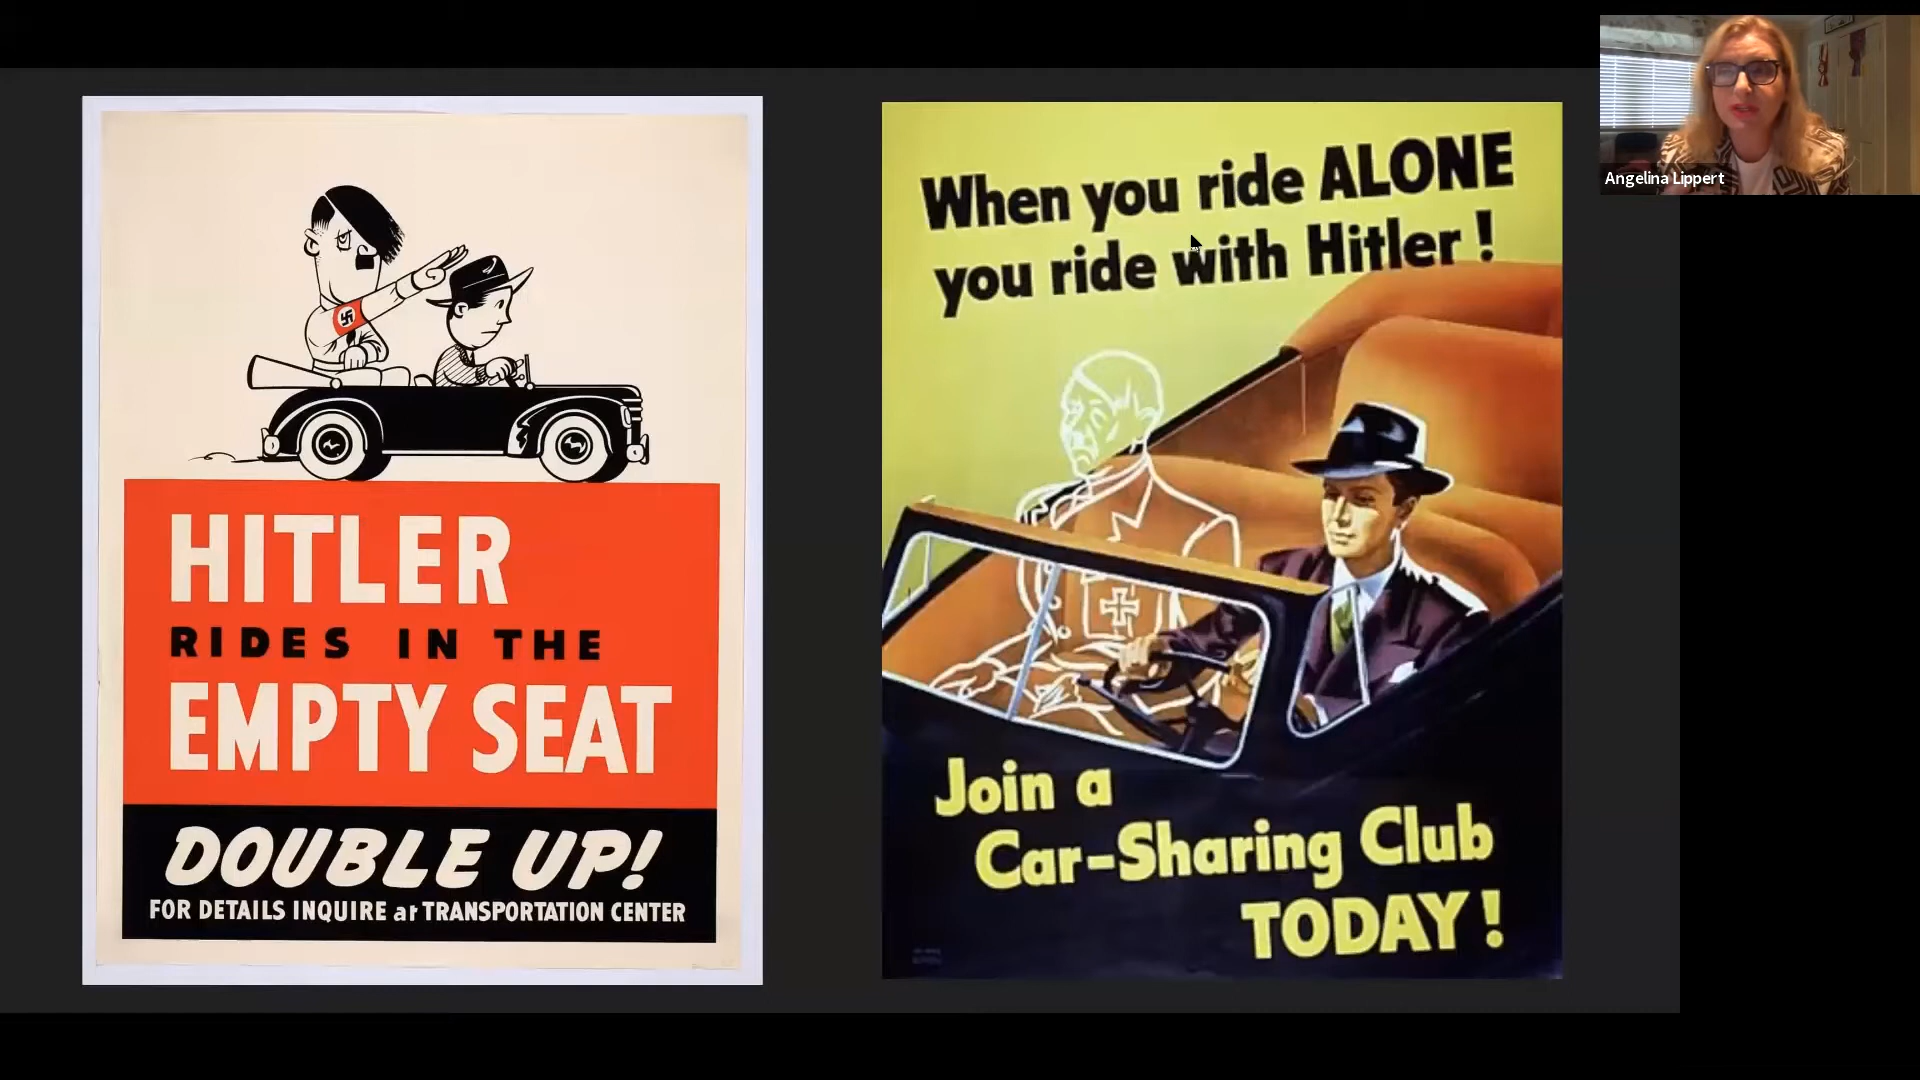 HITLER
RIDES IN THE
EMPTY SEAT
DOUBLE UP!
FOR DETAILS INQUIRE at TRANSPORTATION CENTER
When you ride ALONE
you ride with Hitler!
Join a
Car-Sharing Club
TODAY!
Angelina Lippert